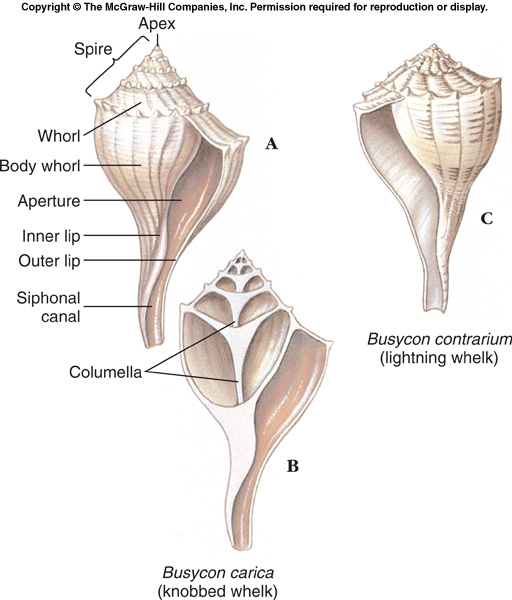 Copyright © The McGraw-Hill Companies, Inc. Permission required for reproduction or display.
Apex
Spire
Whorl
Body whorl
Aperture
Inner lip
Outer lip
Siphonal
canal
A
Columella
B
Busycon carica
(knobbed whelk)
C
Busycon contrarium
(lightning whelk)